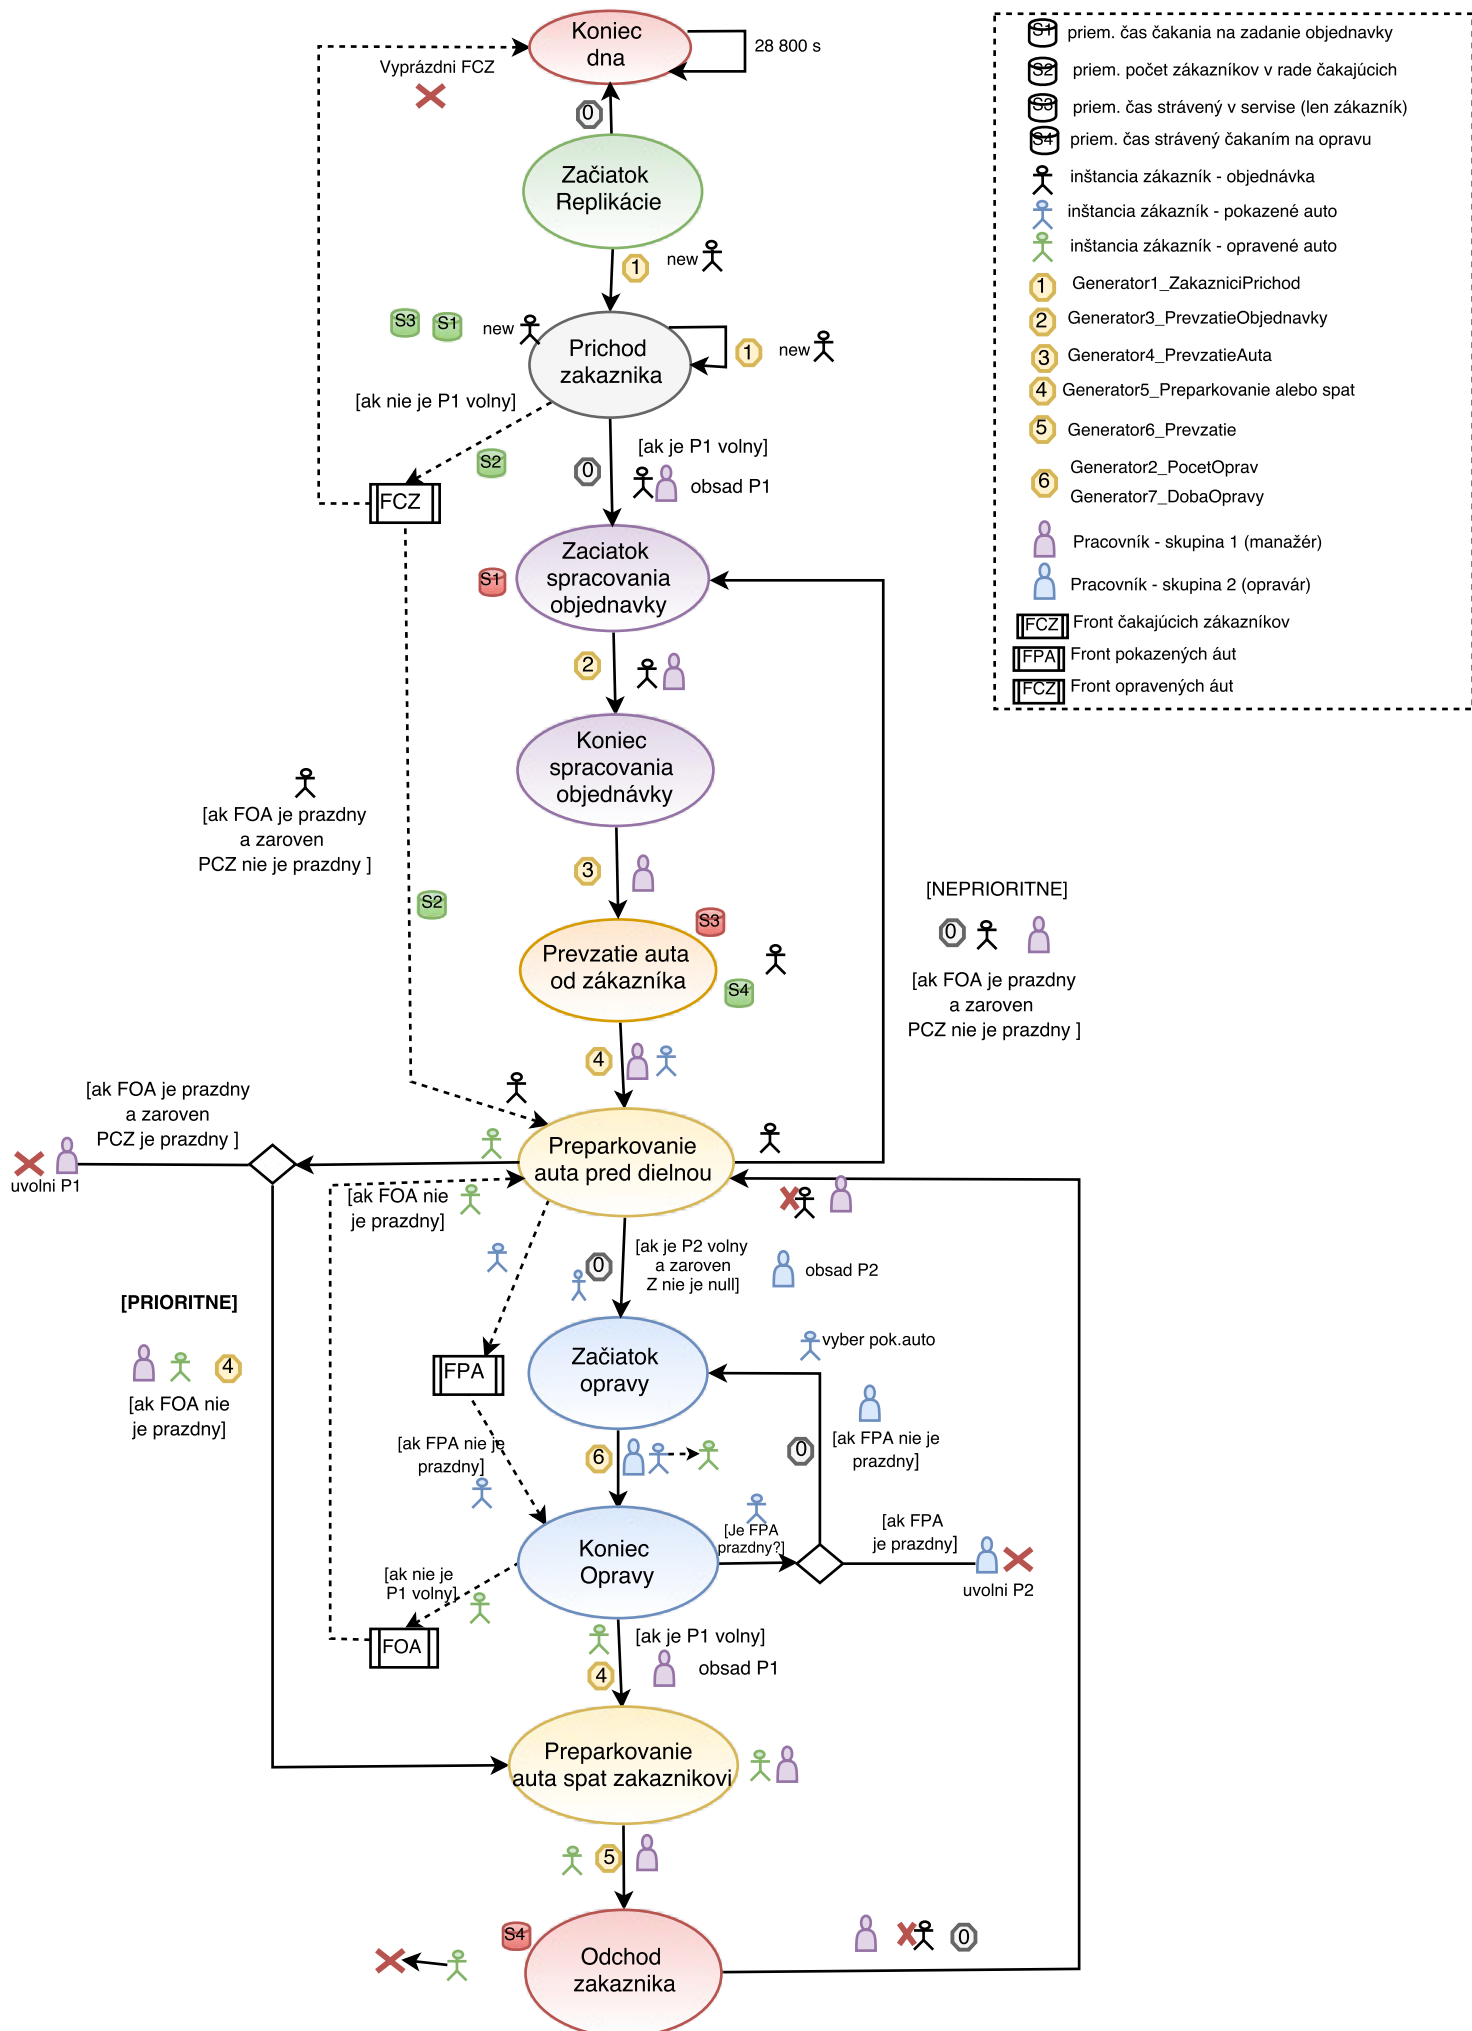 Koniec
dna
28 800 s
Vyprázdni FCZ
0
Začiatok
Replikácie
1
new
S3
S1
new
Prichod
zakaznika
1
new
[ak nie je P1 volny]
S2
0
[ak je P1 volny]
obsad P1
FCZ
Zaciatok
spracovania
objednavky
S1
2
Koniec
spracovania
objednávky
[ak FOA je prazdny
a zaroven
PCZ nie je prazdny ]
S2
3
S3
Prevzatie auta
od zákazníka
S4
[NEPRIORITNE]
0
[ak FOA je prazdny
a zaroven
PCZ nie je prazdny ]
4
[ak FOA je prazdny
a zaroven
PCZ je prazdny ]
uvolni P1
Preparkovanie
auta pred dielnou
[ak FOA nie
je prazdny]
0
[ak je P2 volny
a zaroven
Z nie je null]
obsad P2
[PRIORITNE]
4
[ak FOA nie
je prazdny]
FPA
Začiatok
opravy
vyber pok.auto
[ak FPA nie je
prazdny]
6
0
[ak FPA nie je
prazdny]
Koniec
Opravy
[Je FPA
prazdny?]
[ak FPA
je prazdny]
uvolni P2
[ak nie je
P1 volny]
FOA
[ak je P1 volny]
4
obsad P1
Preparkovanie
auta spat zakaznikovi
5
S4
Odchod
zakaznika
0
S1 priem. čas čakania na zadanie objednavky
S2 priem. počet zákazníkov v rade čakajúcich
S3 priem. čas strávený v servise (len zákazník)
S4 priem. čas strávený čakaním na opravu
inštancia zákazník - objednávka
inštancia zákazník - pokazené auto
inštancia zákazník - opravené auto
1 Generator1_ZakazniciPrichod
2 Generator3_PrevzatieObjednavky
3 Generator4_PrevzatieAuta
4 Generator5_Preparkovanie alebo spat
5 Generator6_Prevzatie
6 Generator2_PocetOprav
Generator7_DobaOpravy
Pracovník - skupina 1 (manažér)
Pracovník - skupina 2 (opravár)
FCZ Front čakajúcich zákazníkov
FPA Front pokazených áut
FCZ Front opravených áut